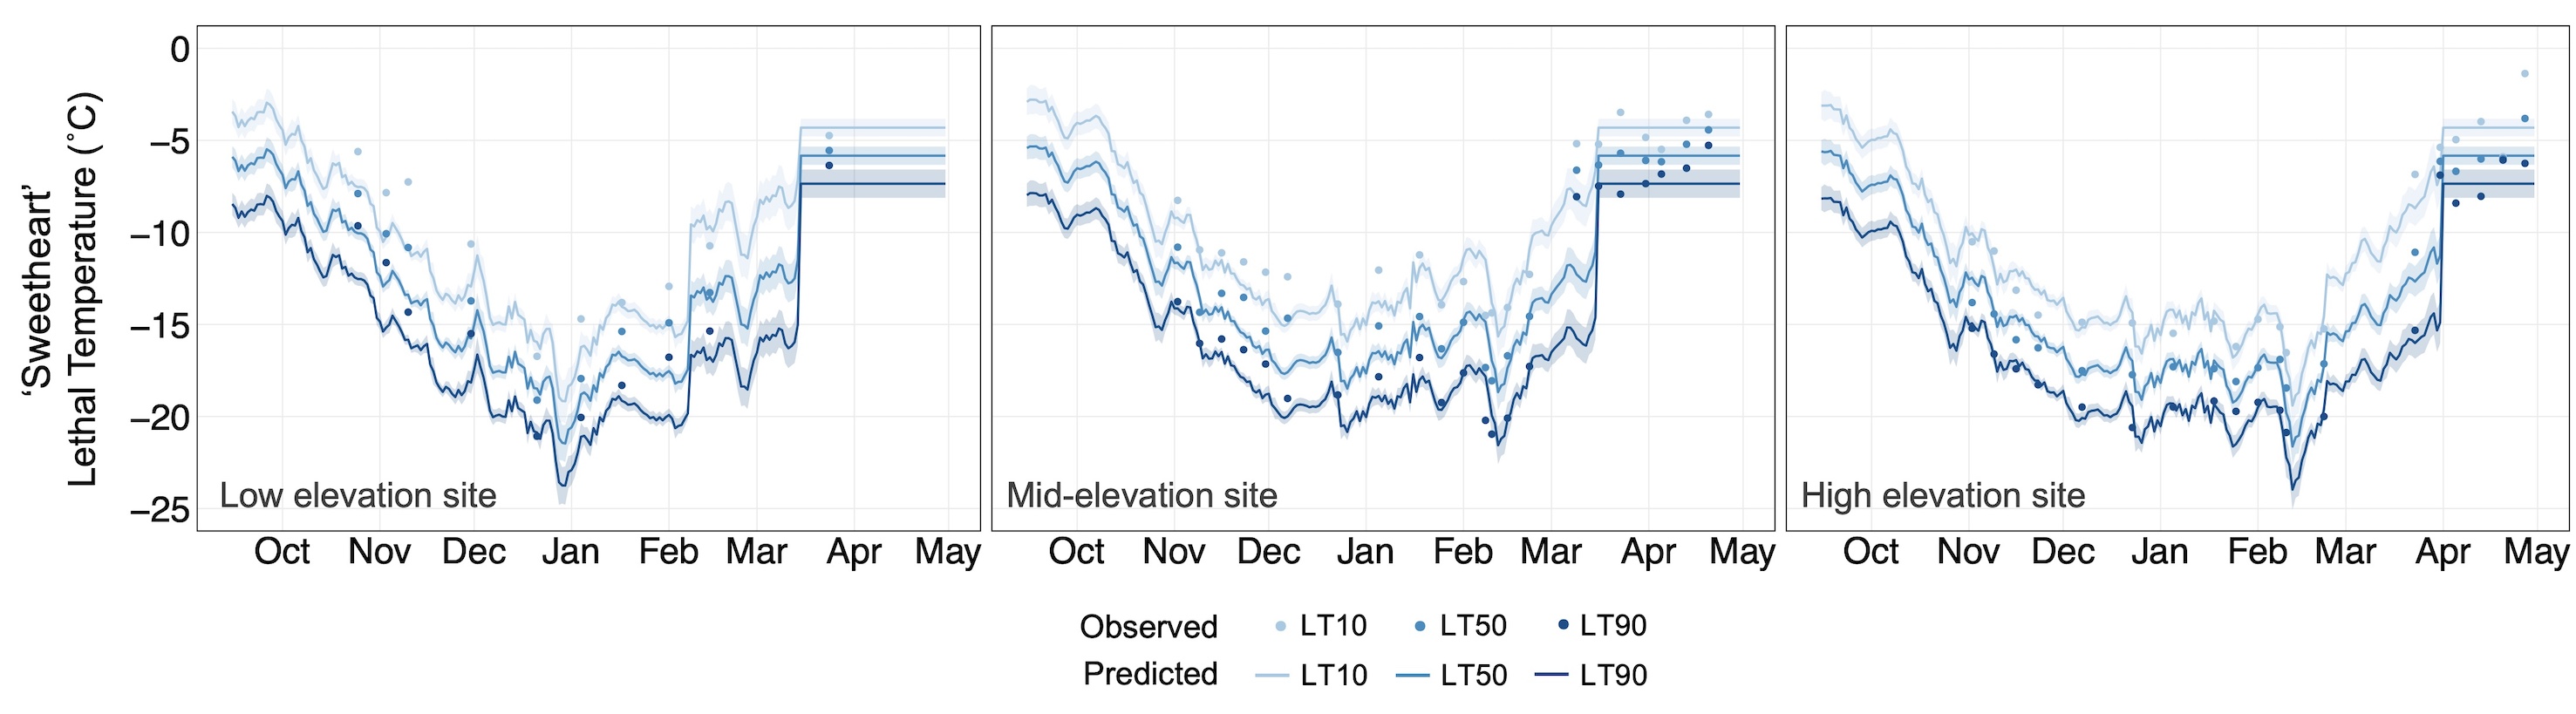 ‘Sweetheart’
Lethal Temperature (˚C)
0
−5
−10
−15
−20
−25
Low elevation site
Mid-elevation site
High elevation site
Oct Nov Dec Jan Feb Mar Apr May
Oct Nov Dec Jan Feb Mar Apr May
Oct Nov Dec Jan Feb Mar Apr May
Observed LT10 LT50 LT90
Predicted LT10 LT50 LT90